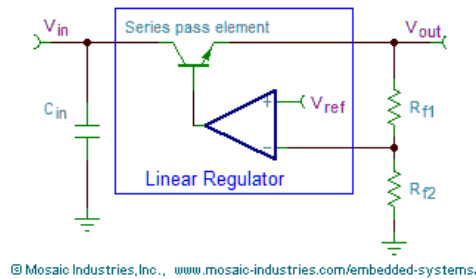 Vin
Series pass element
Vout
Cin
+
Vref
-
Rf1
Linear Regulator
Rf2
© Mosaic Industries, Inc., www.mosaic-industries.com/embedded-systems